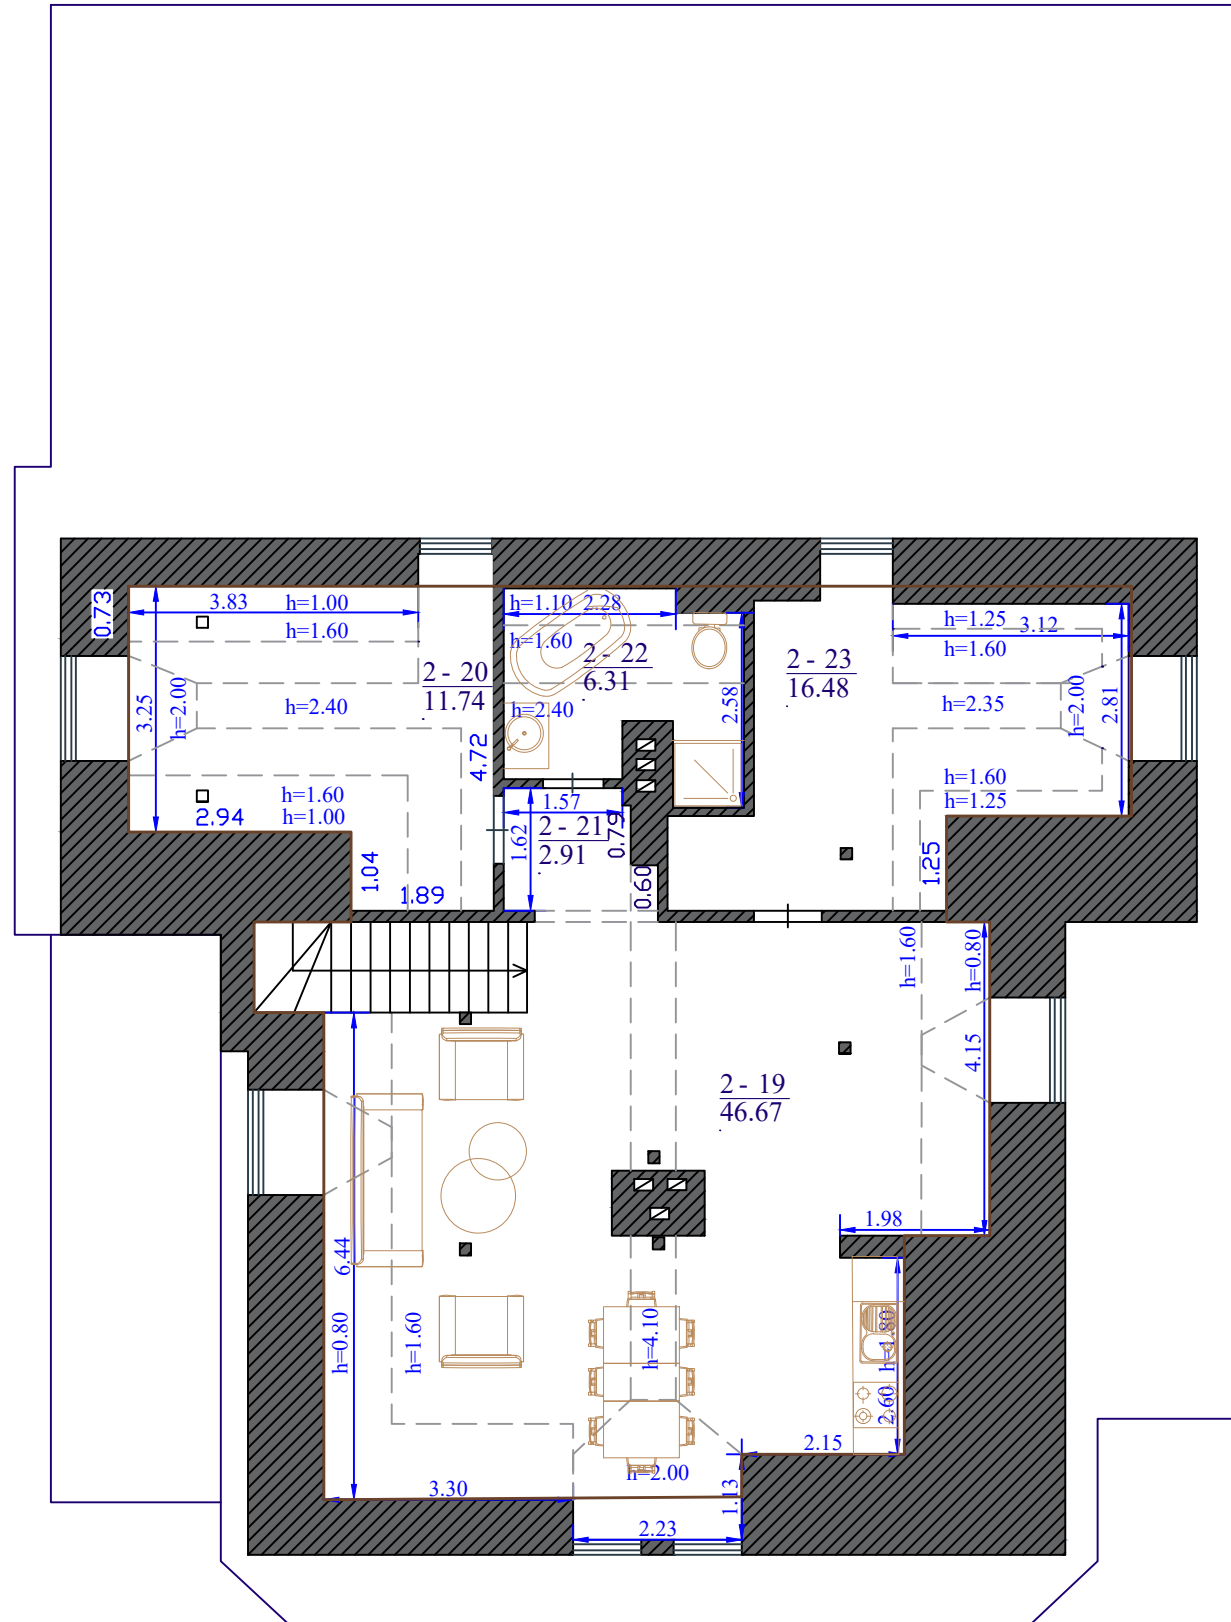 0.73
3.83
h=1.00
h=1.60
3.25
h=2.00
h=2.40
2 - 20
11.74
4.72
h=1.60
h=1.00
2.94
1.04
1.89
h=1.10 2.28
h=1.60
2 - 22
6.31
h=2.40
2.58
1.57
1.62
2 - 21
2.91
0.79
0.60
2 - 23
16.48
h=1.25
3.12
h=1.60
h=2.35
h=2.00
2.81
h=1.60
h=1.25
1.25
h=1.60
h=0.80
4.15
2 - 19
46.67
1.98
6.44
h=0.80
h=1.60
h=4.10
h=1.80
2.60
2.15
h=2.00
1.13
3.30
2.23